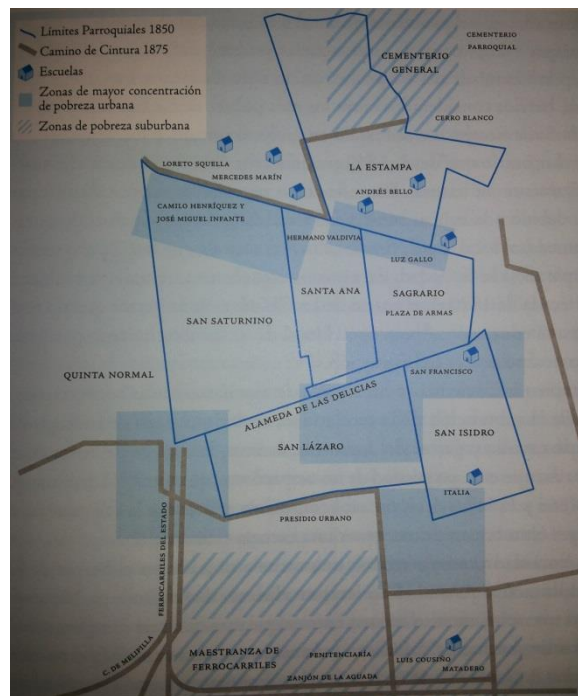 Límites Parroquiales 1850
Camino de Cintura 1875
Escuelas
Zonas de mayor concentración
de pobreza urbana
Zonas de pobreza suburbana
CEMENTERIO
PARROQUIAL
CEMENTERIO
GENERAL
CERRO BLANCO
LORETO SQUELLA
MERCEDES MARÍN
LA ESTAMPA
ANDRÉS BELLO
CAMILO HENRÍQUEZ Y
JOSÉ MIGUEL INFANTE
HERMANO VALDIVIA
LUZ GALLO
SANTA ANA
SAGRARIO
PLAZA DE ARMAS
SAN SATURNINO
QUINTA NORMAL
SAN FRANCISCO
ALAMEDA DE LAS DELICIAS
SAN LÁZARO
SAN ISIDRO
ITALIA
PRESIDIO URBANO
FERROCARRILES DEL ESTADO
C. DE MELIFILLA
MAESTRANZA DE
FERROCARRILES
PENITENCIARÍA
LUIS COUSIÑO
MATADERO
ZANJÓN DE LA AGUADA